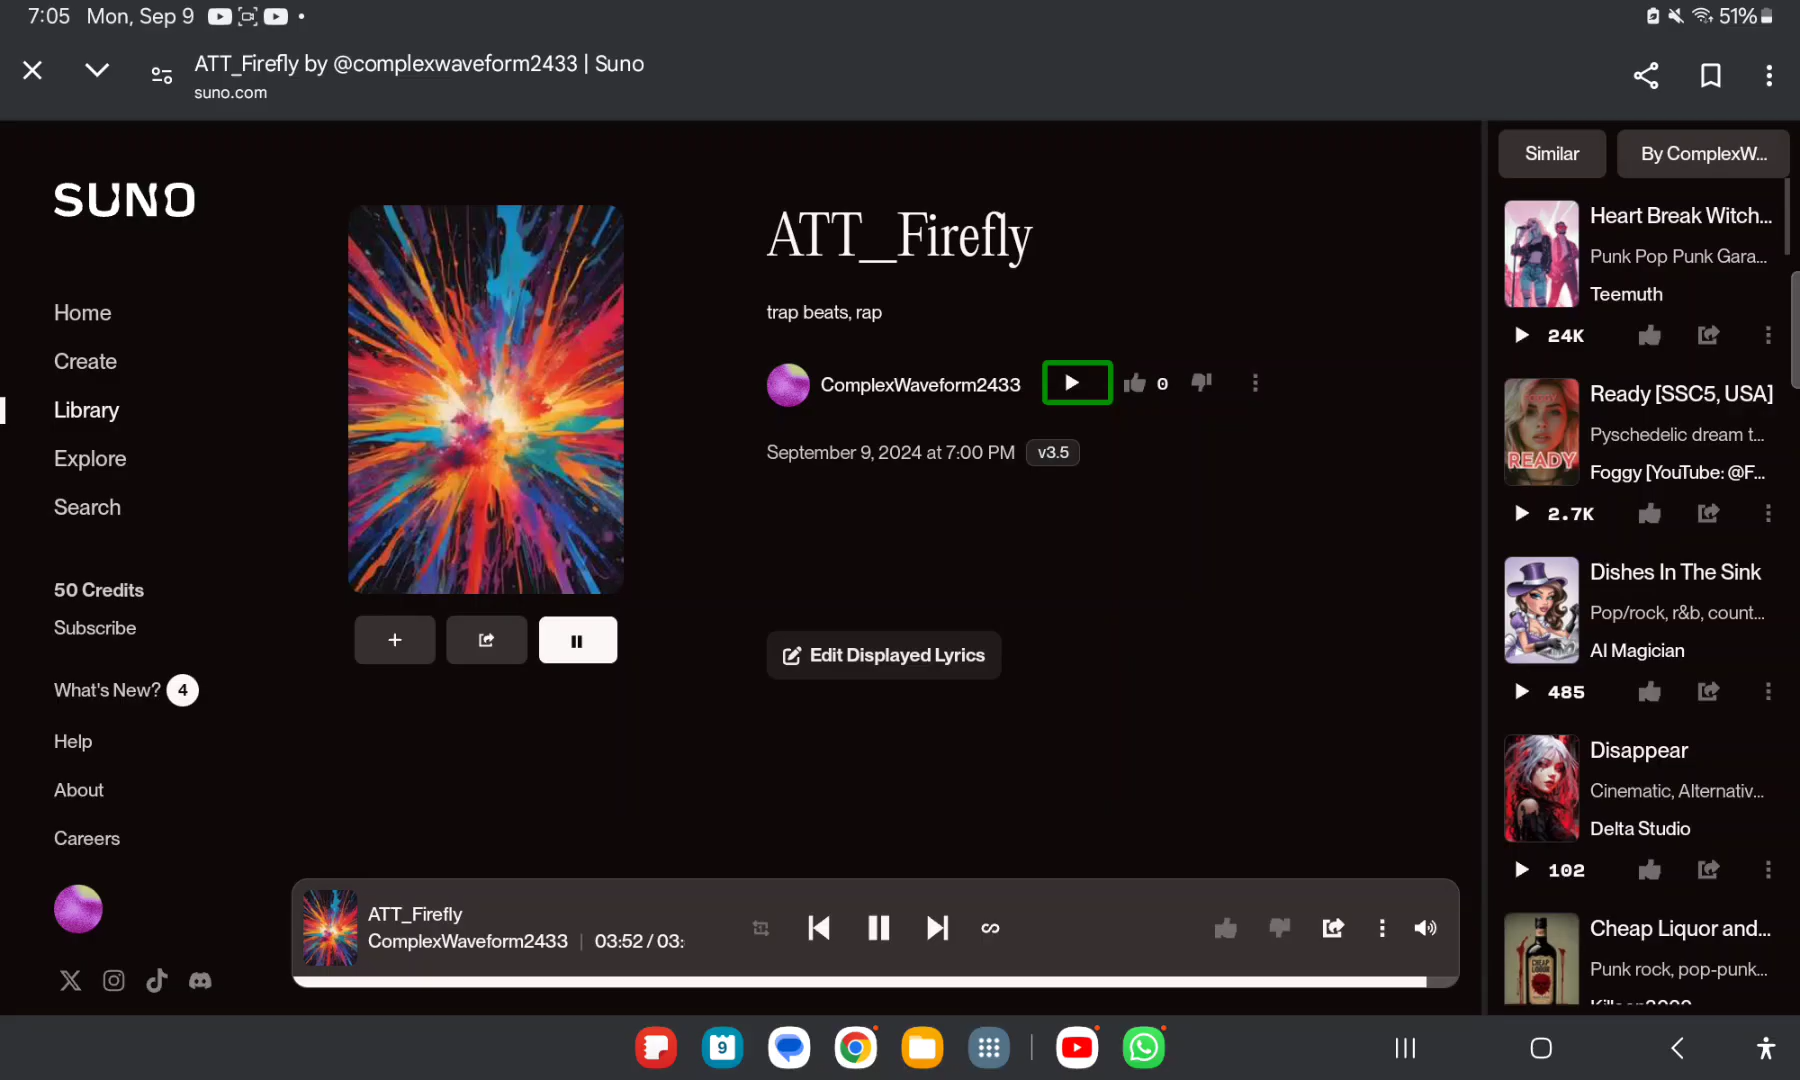 7:05 Mon, Sep 9
51%
ATT_Firefly by @complexwaveform2433 | Suno
suno.com
SUNO
Home
Create
Library
Explore
Search
50 Credits
Subscribe
What's New? 4
Help
About
Careers
ATT_Firefly
trap beats, rap
ComplexWaveform2433
0
September 9, 2024 at 7:00 PM v3.5
Edit Displayed Lyrics
Similar
By ComplexW...
Heart Break Witch...
Punk Pop Punk Gara...
Teemuth
24K
READY
Ready [SSC5, USA]
Pyschedelic dream t...
Foggy [YouTube: @F...
2.7K
Dishes In The Sink
Pop/rock, r&b, count...
AI Magician
485
Disappear
Cinematic, Alternativ...
Delta Studio
102
Cheap Liquor and...
Punk rock, pop-punk...
ATT_Firefly
ComplexWaveform2433 | 03:52 / 03:
9